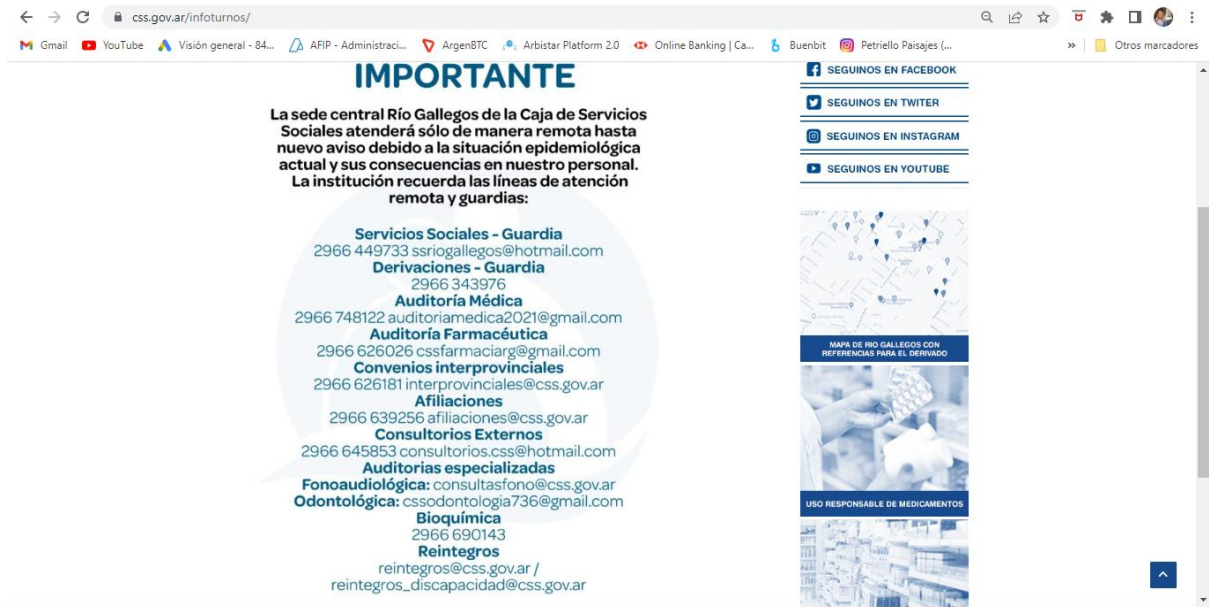 css.gov.ar/infoturnos/
Gmail
YouTube
Visión general - 84...
AFIP - Administraci...
ArgenBTC
Arbistar Platform 2.0
Online Banking | Ca...
Buenbit
Petriello Paisajes (...
»
Otros marcadores
IMPORTANTE
La sede central Río Gallegos de la Caja de Servicios
Sociales atenderá sólo de manera remota hasta
nuevo aviso debido a la situación epidemiológica
actual y sus consecuencias en nuestro personal.
La institución recuerda las líneas de atención
remota y guardias:
Servicios Sociales - Guardia
2966 449733 ssriogallegos@hotmail.com
Derivaciones - Guardia
2966 343976
Auditoría Médica
2966 748122 auditoriamedica2021@gmail.com
Auditoría Farmacéutica
2966 626026 cssfarmaciarg@gmail.com
Convenios interprovinciales
2966 626181 interprovinciales@css.gov.ar
Afiliaciones
2966 639256 afiliaciones@css.gov.ar
Consultorios Externos
2966 645853 consultorios.css@hotmail.com
Auditorias especializadas
Fonoaudiológica: consultasfono@css.gov.ar
Odontológica: cssodontologia736@gmail.com
Bioquímica
2966 690143
Reintegros
reintegros@css.gov.ar /
reintegros_discapacidad@css.gov.ar
SEGUINOS EN FACEBOOK
SEGUINOS EN TWITER
SEGUINOS EN INSTAGRAM
SEGUINOS EN YOUTUBE
MAPA DE RIO GALLEGOS CON
REFERENCIAS PARA EL DERIVADO
USO RESPONSABLE DE MEDICAMENTOS